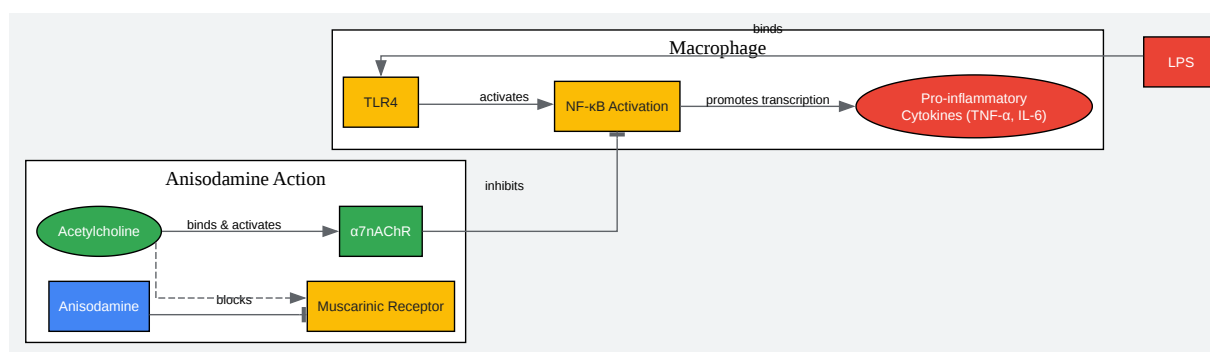 binds
Macrophage
LPS
TLR4
activates
NF-κB Activation
promotes transcription
Pro-inflammatory
Cytokines (TNF-α, IL-6)
Anisodamine Action
inhibits
Acetylcholine
binds & activates
α7nAChR
Anisodamine
blocks
Muscarinic Receptor